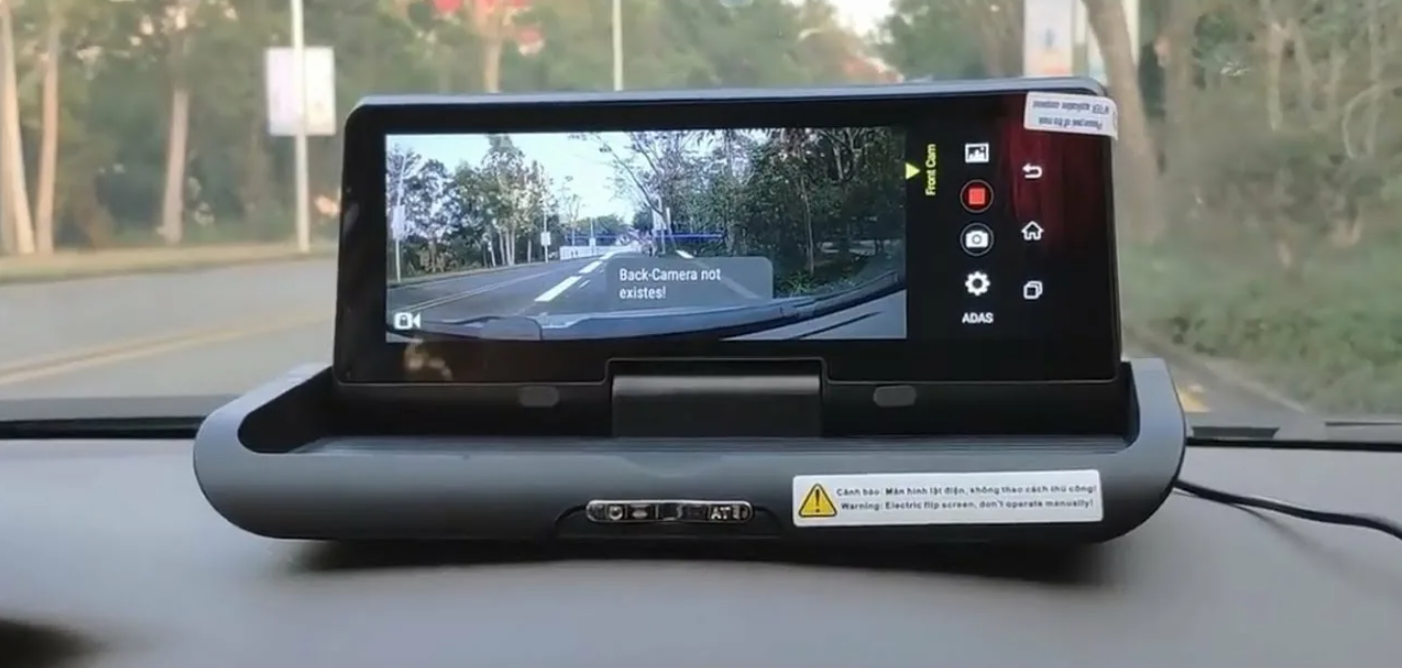 Front Cam
Back-Camera not
existes!
ADAS
Cảnh báo: Màn hình lật điện, không thao cách thủ công!
Warning: Electric flip screen, don't operate manually!
AT